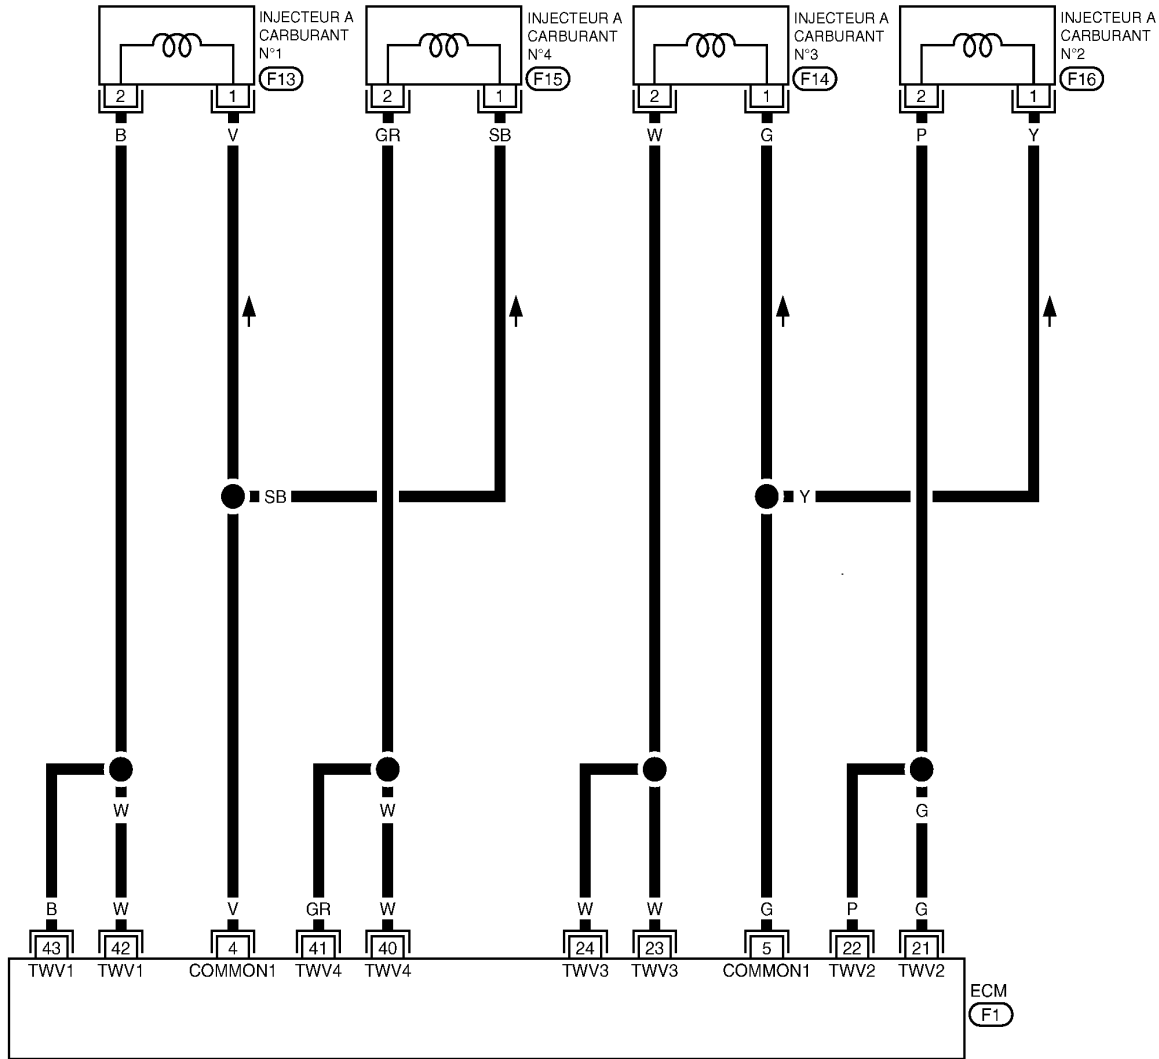 INJECTEUR A
CARBURANT
N°1
F13
INJECTEUR A
CARBURANT
N°4
F15
INJECTEUR A
CARBURANT
N°3
F14
INJECTEUR A
CARBURANT
N°2
F16
2 1 2 1 2 1 2 1
B V GR SB W G P Y
SB Y
W W G
B W V GR W W W G P G
43 42 4 41 40 24 23 5 22 21
TWV1 TWV1 COMMON1 TWV4 TWV4 TWV3 TWV3 COMMON1 TWV2 TWV2
ECM
F1